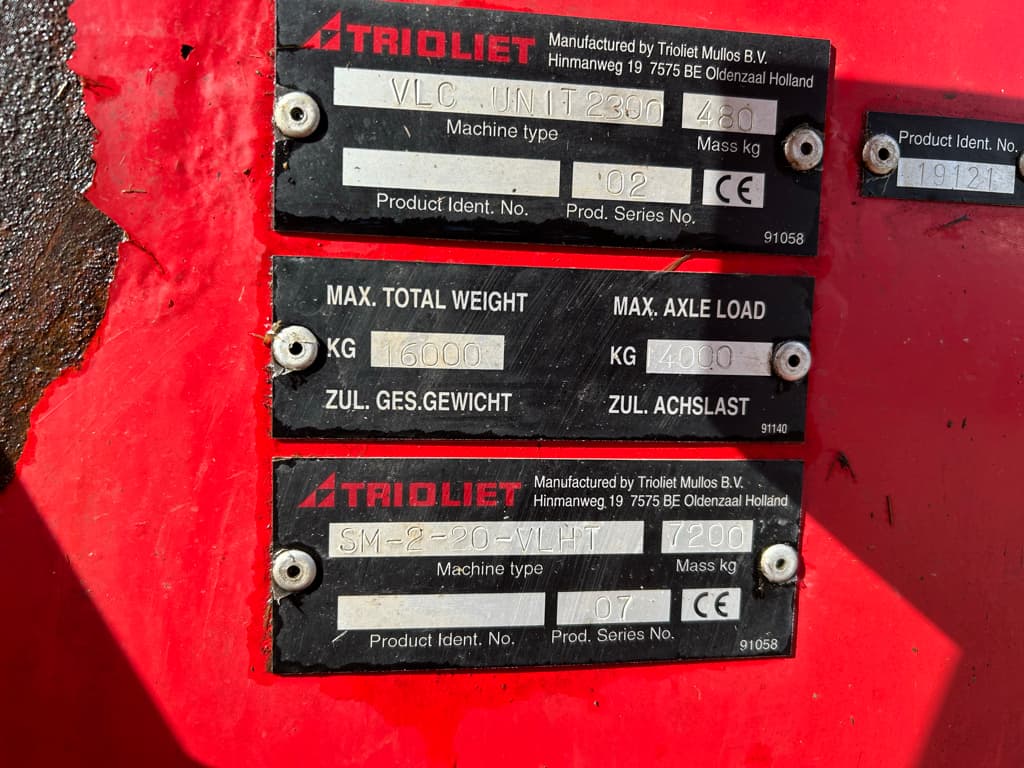 TRIOLIET
Manufactured by Trioliet Mullos B.V.
Hinmanweg 19 7575 BE Oldenzaal Holland
VLC UNIT2300 480
Machine type Mass kg
02 CE
Product Ident. No. Prod. Series No.
91058
Product Ident. No.
19121
MAX. TOTAL WEIGHT MAX. AXLE LOAD
KG 16000 KG 14000
ZUL. GES.GEWICHT ZUL. ACHSLAST
91140
TRIOLIET
Manufactured by Trioliet Mullos B.V.
Hinmanweg 19 7575 BE Oldenzaal Holland
SM-2-20-VLHT 7200
Machine type Mass kg
07 CE
Product Ident. No. Prod. Series No.
91058